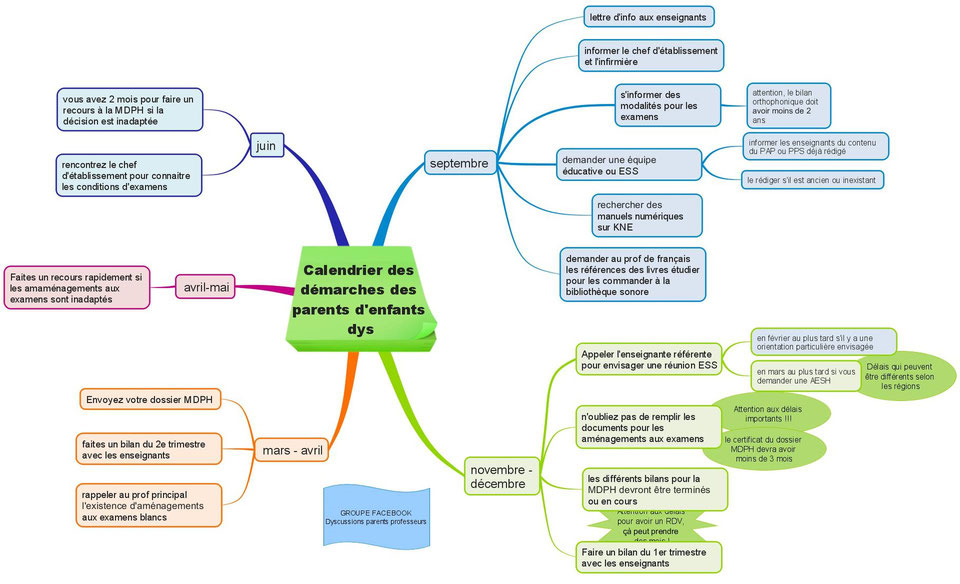 Calendrier des
démarches des
parents d'enfants
dys
septembre
lettre d'info aux enseignants
informer le chef d'établissement
et l'infirmière
s'informer des
modalités pour les
examens
attention, le bilan
orthophonique doit
avoir moins de 2
ans
demander une équipe
éducative ou ESS
informer les enseignants du contenu
du PAP ou PPS déjà rédigé
le rédiger s'il est ancien ou inexistant
rechercher des
manuels numériques
sur KNE
demander au prof de français
les références des livres étudier
pour les commander à la
bibliothèque sonore
novembre -
décembre
Appeler l'enseignante référente
pour envisager une réunion ESS
en février au plus tard s'il y a une
orientation particulière envisagée
en mars au plus tard si vous
demander une AESH
Délais qui peuvent
être différents selon
les régions
n'oubliez pas de remplir les
documents pour les
aménagements aux examens
Attention aux délais
importants !!!
le certificat du dossier
MDPH devra avoir
moins de 3 mois
les différents bilans pour la
MDPH devront être terminés
ou en cours
Attention aux délais
pour avoir un RDV,
çà peut prendre
des mois !
Faire un bilan du 1er trimestre
avec les enseignants
mars - avril
Envoyez votre dossier MDPH
faites un bilan du 2e trimestre
avec les enseignants
rappeler au prof principal
l'existence d'aménagements
aux examens blancs
avril-mai
Faites un recours rapidement si
les amaménagements aux
examens sont inadaptés
juin
vous avez 2 mois pour faire un
recours à la MDPH si la
décision est inadaptée
rencontrez le chef
d'établissement pour connaitre
les conditions d'examens
GROUPE FACEBOOK
Dyscussions parents professeurs